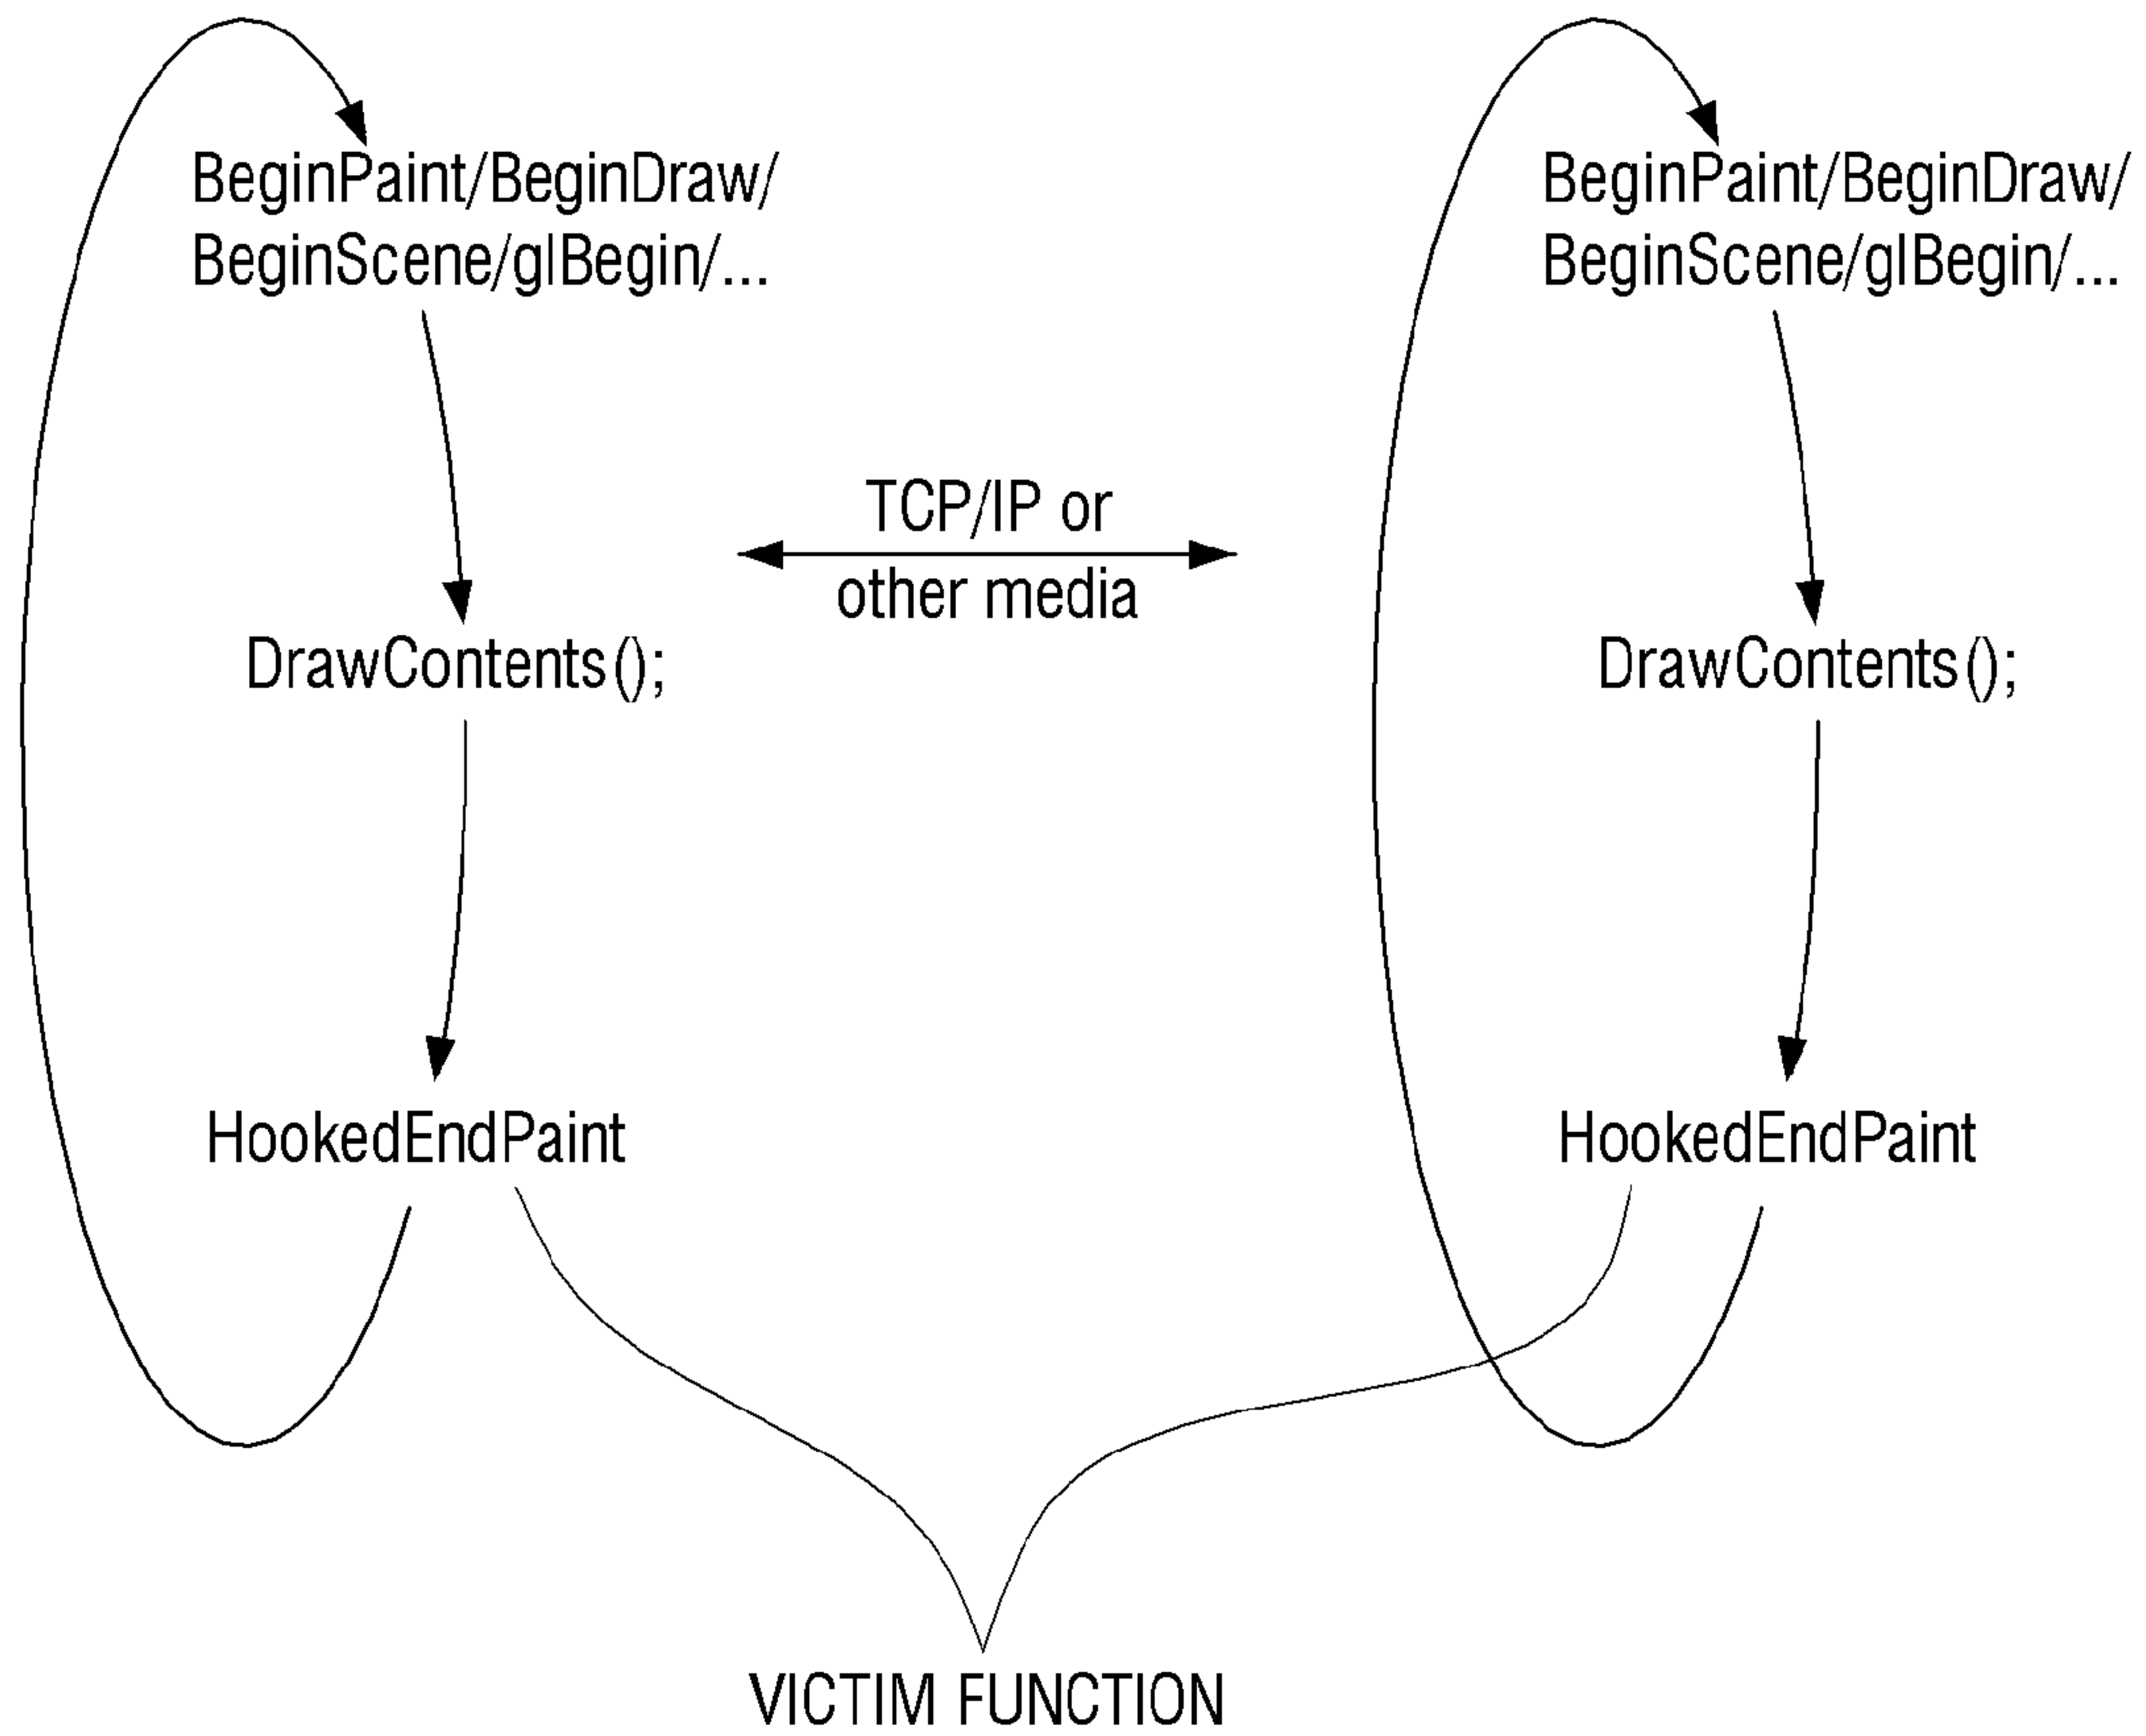 BeginPaint/BeginDraw/
BeginScene/glBegin/...
DrawContents();
HookedEndPaint
TCP/IP or
other media
BeginPaint/BeginDraw/
BeginScene/glBegin/...
DrawContents();
HookedEndPaint
VICTIM FUNCTION